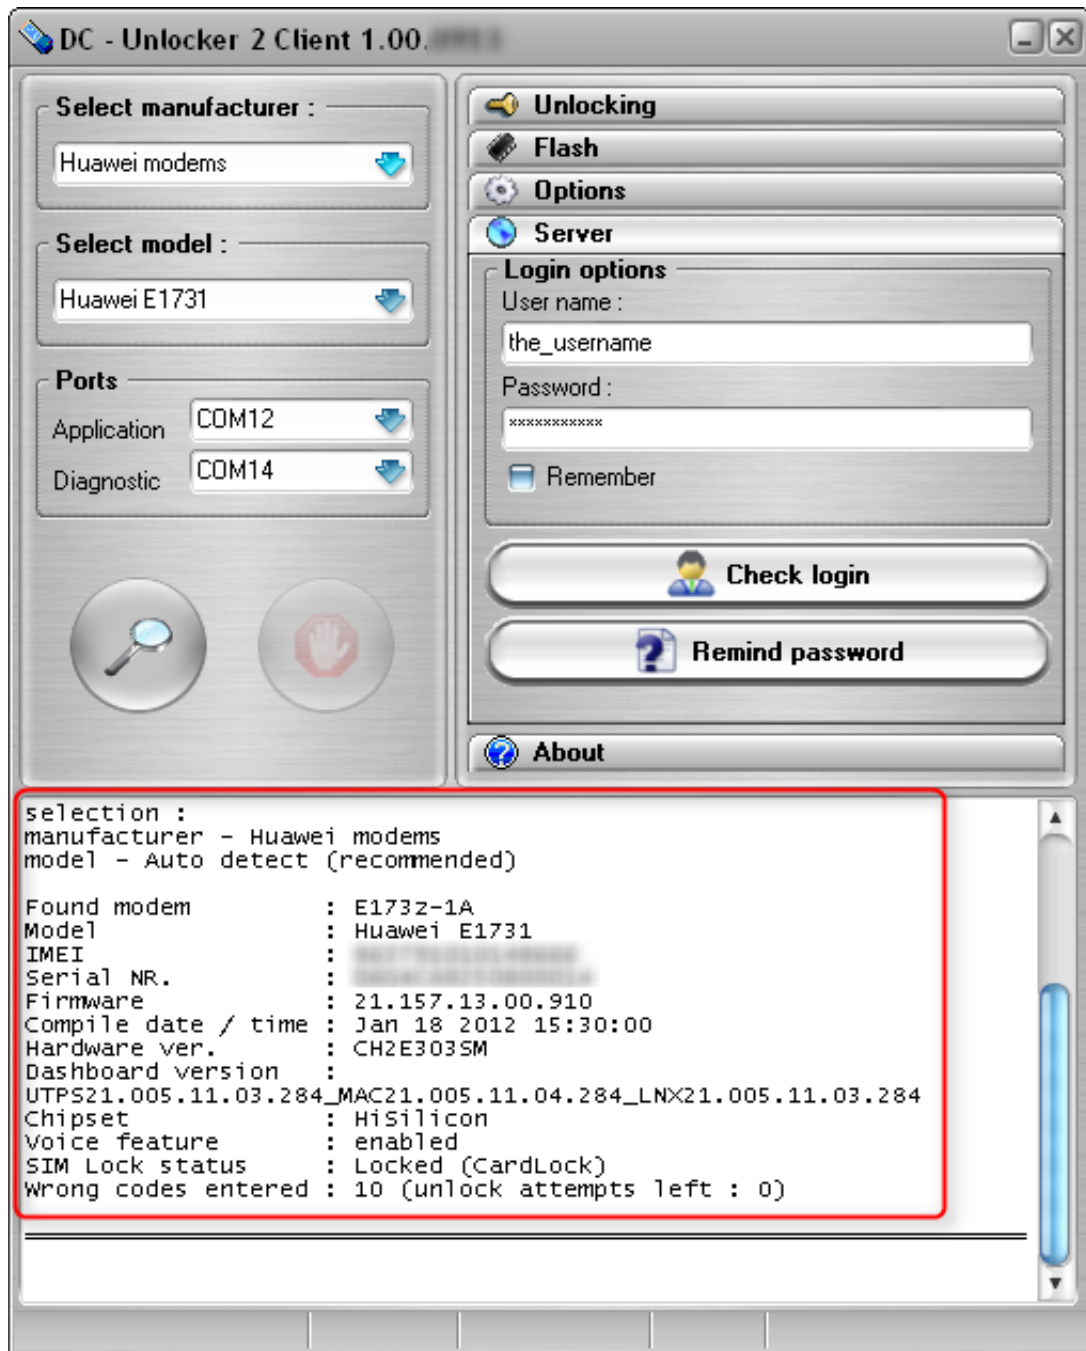 DC - Unlocker 2 Client 1.00.
Select manufacturer :
Huawei modems
Select model :
Huawei E1731
Ports
Application COM12
Diagnostic COM14
Unlocking
Flash
Options
Server
Login options
User name :
the_username
Password :
***********
Remember
Check login
Remind password
About
selection :
manufacturer - Huawei modems
model - Auto detect (recommended)
Found modem : E173z-1A
Model : Huawei E1731
IMEI :
Serial NR. :
Firmware : 21.157.13.00.910
Compile date / time : Jan 18 2012 15:30:00
Hardware ver. : CH2E303SM
Dashboard version :
UTPS21.005.11.03.284_MAC21.005.11.04.284_LNX21.005.11.03.284
Chipset : HiSilicon
Voice feature : enabled
SIM Lock status : Locked (CardLock)
Wrong codes entered : 10 (unlock attempts left : 0)